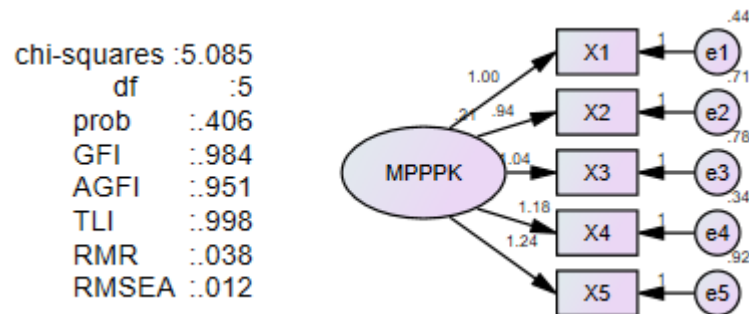 chi-squares :5.085
df :5
prob :.406
GFI :.984
AGFI :.951
TLI :.998
RMR :.038
RMSEA :.012
MPPPK
.21
1.00
.94
1.04
1.18
1.24
X1
1
e1
.44
X2
1
e2
.71
X3
1
e3
.78
X4
1
e4
.34
X5
1
e5
.92